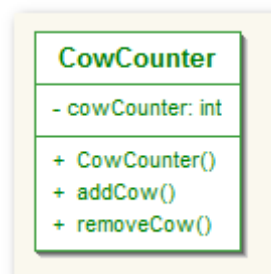 CowCounter
- cowCounter: int
+ CowCounter()
+ addCow()
+ removeCow()